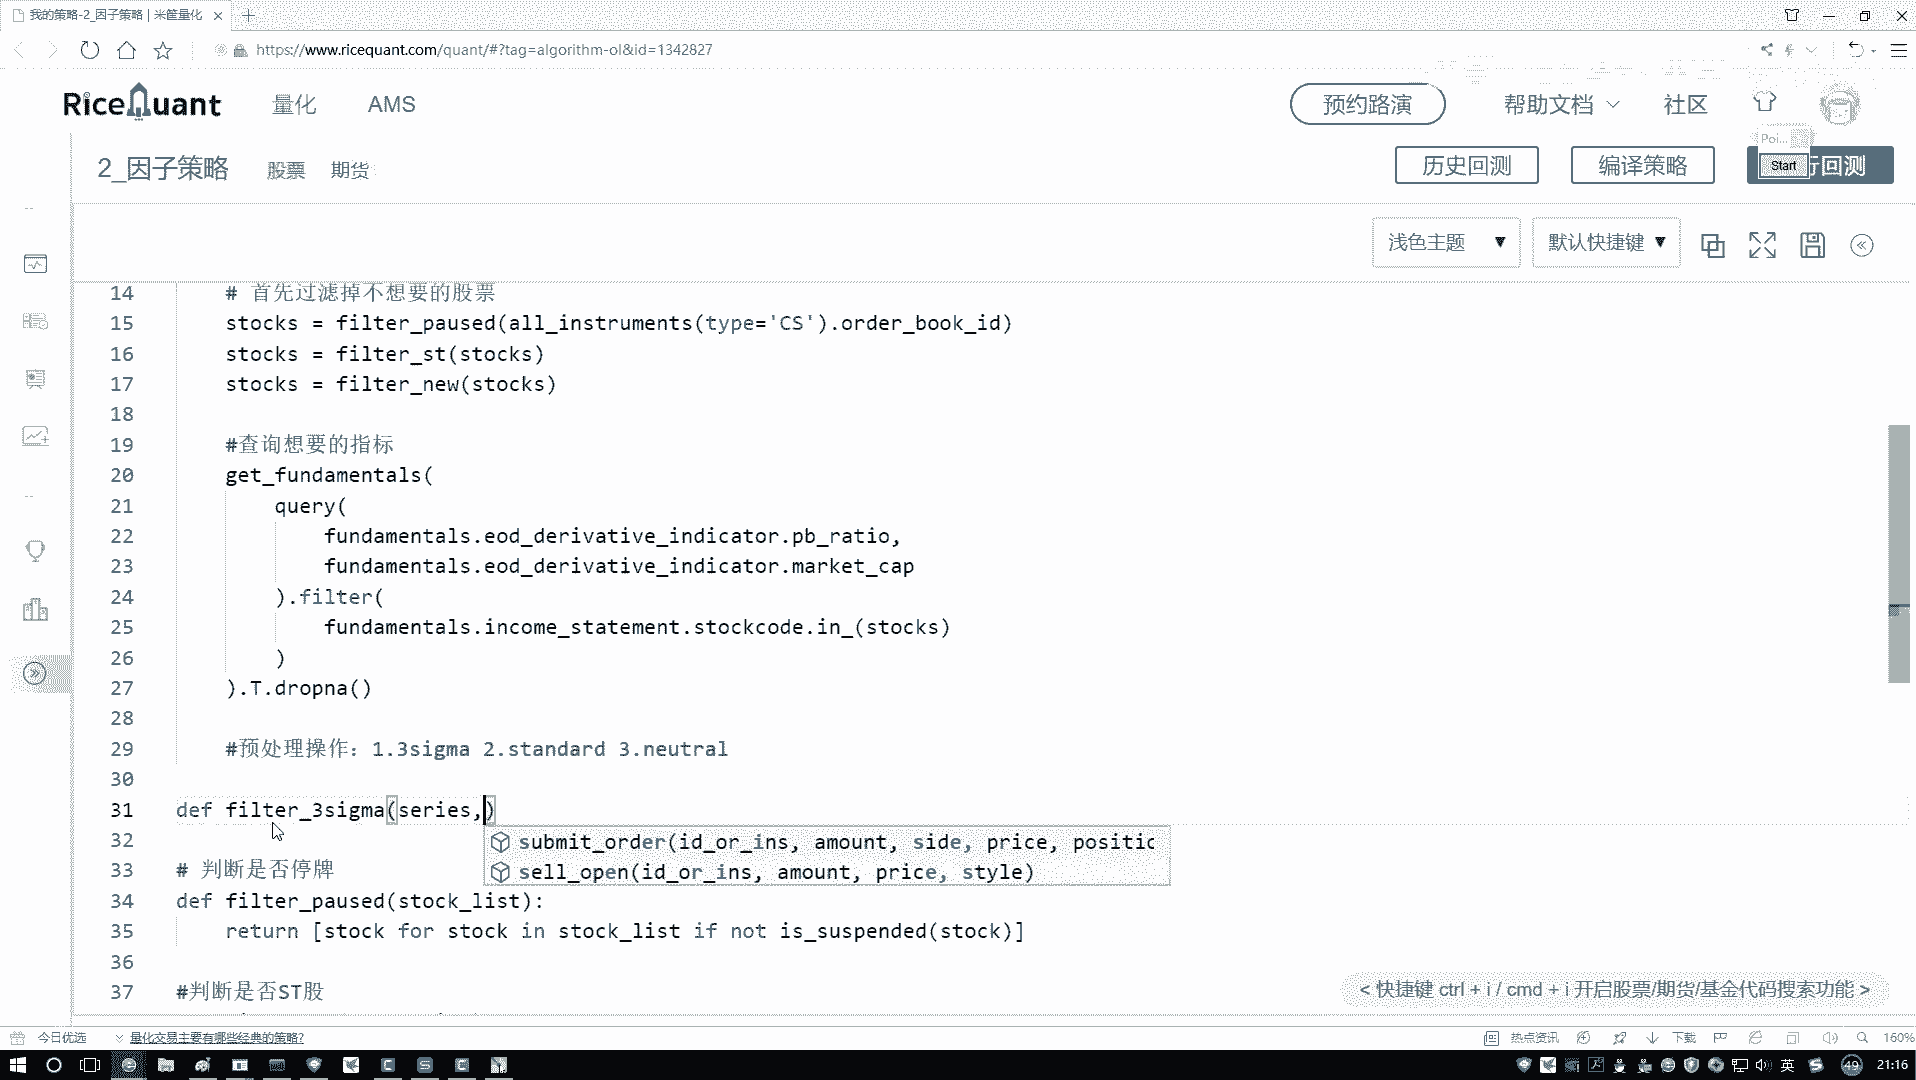 我的策略-2_因子策略 | 米筐量化
https://www.ricequant.com/quant/#?tag=algorithm-ol&id=1342827
RiceQuant 量化 AMS 预约路演 帮助文档 社区
Poi...
2_因子策略 股票 期货 历史回测 编译策略 Start 行回测
浅色主题 ▼ 默认快捷键 ▼
14 # 首先过滤掉不想要的股票
15 stocks = filter_paused(all_instruments(type='CS').order_book_id)
16 stocks = filter_st(stocks)
17 stocks = filter_new(stocks)
18
19 #查询想要的指标
20 get_fundamentals(
21 query(
22 fundamentals.eod_derivative_indicator.pb_ratio,
23 fundamentals.eod_derivative_indicator.market_cap
24 ).filter(
25 fundamentals.income_statement.stockcode.in_(stocks)
26 )
27 ).T.dropna()
28
29 #预处理操作：1.3sigma 2.standard 3.neutral
30
31 def filter_3sigma(series,)
submit_order(id_or_ins, amount, side, price, positic
32
sell_open(id_or_ins, amount, price, style)
33 # 判断是否停牌
34 def filter_paused(stock_list):
35 return [stock for stock in stock_list if not is_suspended(stock)]
36
37 #判断是否ST股
< 快捷键 ctrl + i / cmd + i 开启股票/期货/基金代码搜索功能 >
今日优选 量化交易主要有哪些经典的策略? 热点资讯 下载 160%
英 49 21:16